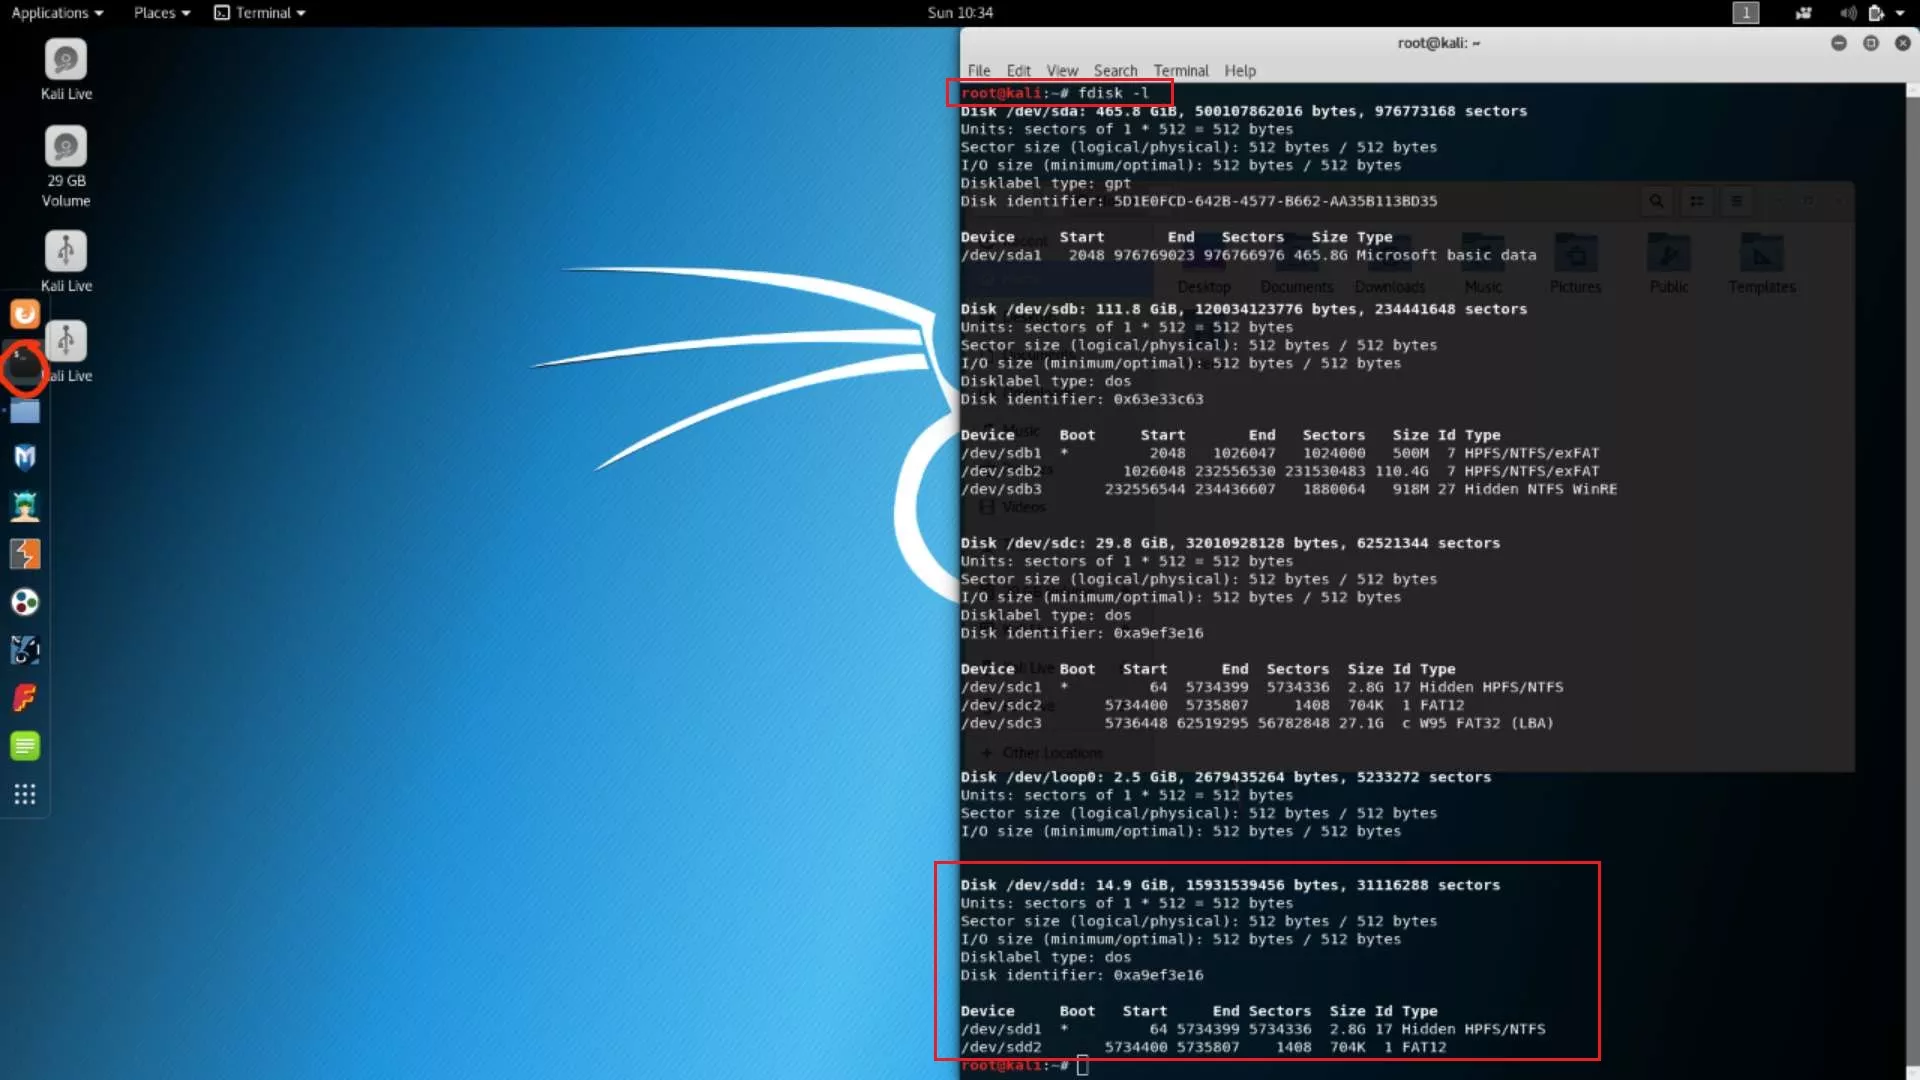 Applications Places Terminal Sun 10:34 1
Kali Live
29 GB
Volume
Kali Live
ali Live
root@kali: ~
File Edit View Search Terminal Help
root@kali:~# fdisk -l
Disk /dev/sda: 465.8 GiB, 500107862016 bytes, 976773168 sectors
Units: sectors of 1 * 512 = 512 bytes
Sector size (logical/physical): 512 bytes / 512 bytes
I/O size (minimum/optimal): 512 bytes / 512 bytes
Disklabel type: gpt
Disk identifier: 5D1E0FCD-642B-4577-B662-AA35B113BD35
Device Start End Sectors Size Type
/dev/sda1 2048 976769023 976766976 465.8G Microsoft basic data
Desktop Documents Downloads Music Pictures Public Templates
Disk /dev/sdb: 111.8 GiB, 120034123776 bytes, 234441648 sectors
Units: sectors of 1 * 512 = 512 bytes
Sector size (logical/physical): 512 bytes / 512 bytes
I/O size (minimum/optimal): 512 bytes / 512 bytes
Disklabel type: dos
Disk identifier: 0x63e33c63
Music
Device Boot Start End Sectors Size Id Type
/dev/sdb1 * 2048 1026047 1024000 500M 7 HPFS/NTFS/exFAT
/dev/sdb2 1026048 232556530 231530483 110.4G 7 HPFS/NTFS/exFAT
/dev/sdb3 232556544 234436607 1880064 918M 27 Hidden NTFS WinRE
Videos
Disk /dev/sdc: 29.8 GiB, 32010928128 bytes, 62521344 sectors
Units: sectors of 1 * 512 = 512 bytes
Sector size (logical/physical): 512 bytes / 512 bytes
I/O size (minimum/optimal): 512 bytes / 512 bytes
Disklabel type: dos
Disk identifier: 0xa9ef3e16
Device Boot Start End Sectors Size Id Type
/dev/sdc1 * 64 5734399 5734336 2.8G 17 Hidden HPFS/NTFS
/dev/sdc2 5734400 5735807 1408 704K 1 FAT12
/dev/sdc3 5736448 62519295 56782848 27.1G c W95 FAT32 (LBA)
+ Other Locations
Disk /dev/loop0: 2.5 GiB, 2679435264 bytes, 5233272 sectors
Units: sectors of 1 * 512 = 512 bytes
Sector size (logical/physical): 512 bytes / 512 bytes
I/O size (minimum/optimal): 512 bytes / 512 bytes
Disk /dev/sdd: 14.9 GiB, 15931539456 bytes, 31116288 sectors
Units: sectors of 1 * 512 = 512 bytes
Sector size (logical/physical): 512 bytes / 512 bytes
I/O size (minimum/optimal): 512 bytes / 512 bytes
Disklabel type: dos
Disk identifier: 0xa9ef3e16
Device Boot Start End Sectors Size Id Type
/dev/sdd1 * 64 5734399 5734336 2.8G 17 Hidden HPFS/NTFS
/dev/sdd2 5734400 5735807 1408 704K 1 FAT12
root@kali:~#